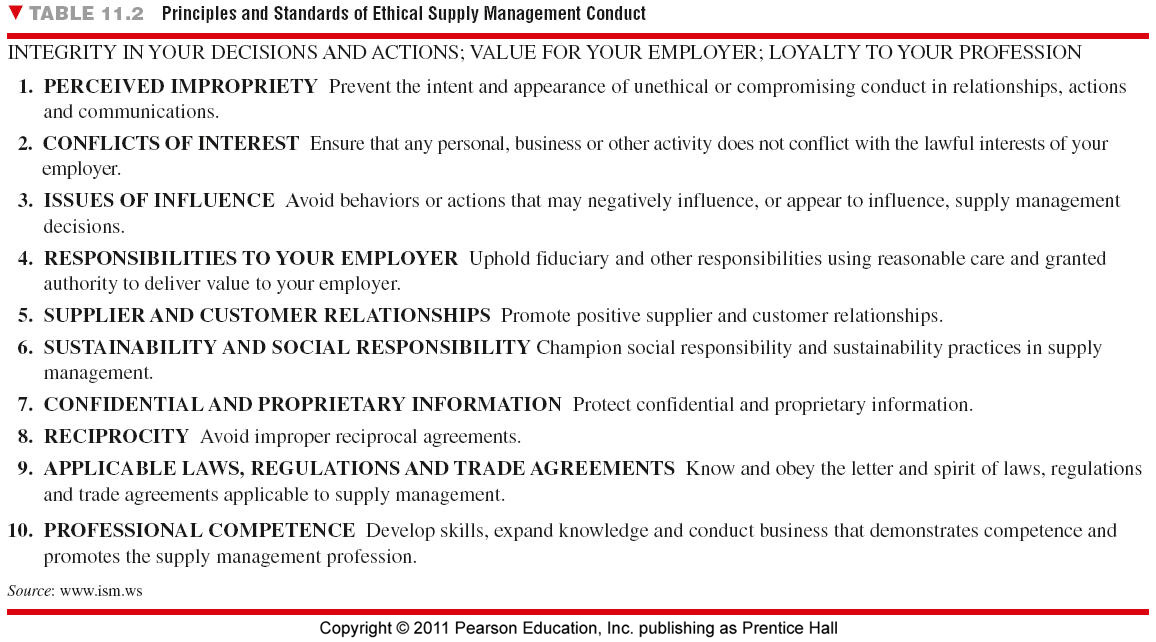 ▼ TABLE 11.2 Principles and Standards of Ethical Supply Management Conduct
INTEGRITY IN YOUR DECISIONS AND ACTIONS; VALUE FOR YOUR EMPLOYER; LOYALTY TO YOUR PROFESSION
1. PERCEIVED IMPROPRIETY Prevent the intent and appearance of unethical or compromising conduct in relationships, actions
and communications.
2. CONFLICTS OF INTEREST Ensure that any personal, business or other activity does not conflict with the lawful interests of your
employer.
3. ISSUES OF INFLUENCE Avoid behaviors or actions that may negatively influence, or appear to influence, supply management
decisions.
4. RESPONSIBILITIES TO YOUR EMPLOYER Uphold fiduciary and other responsibilities using reasonable care and granted
authority to deliver value to your employer.
5. SUPPLIER AND CUSTOMER RELATIONSHIPS Promote positive supplier and customer relationships.
6. SUSTAINABILITY AND SOCIAL RESPONSIBILITY Champion social responsibility and sustainability practices in supply
management.
7. CONFIDENTIAL AND PROPRIETARY INFORMATION Protect confidential and proprietary information.
8. RECIPROCITY Avoid improper reciprocal agreements.
9. APPLICABLE LAWS, REGULATIONS AND TRADE AGREEMENTS Know and obey the letter and spirit of laws, regulations
and trade agreements applicable to supply management.
10. PROFESSIONAL COMPETENCE Develop skills, expand knowledge and conduct business that demonstrates competence and
promotes the supply management profession.
Source: www.ism.ws
Copyright © 2011 Pearson Education, Inc. publishing as Prentice Hall